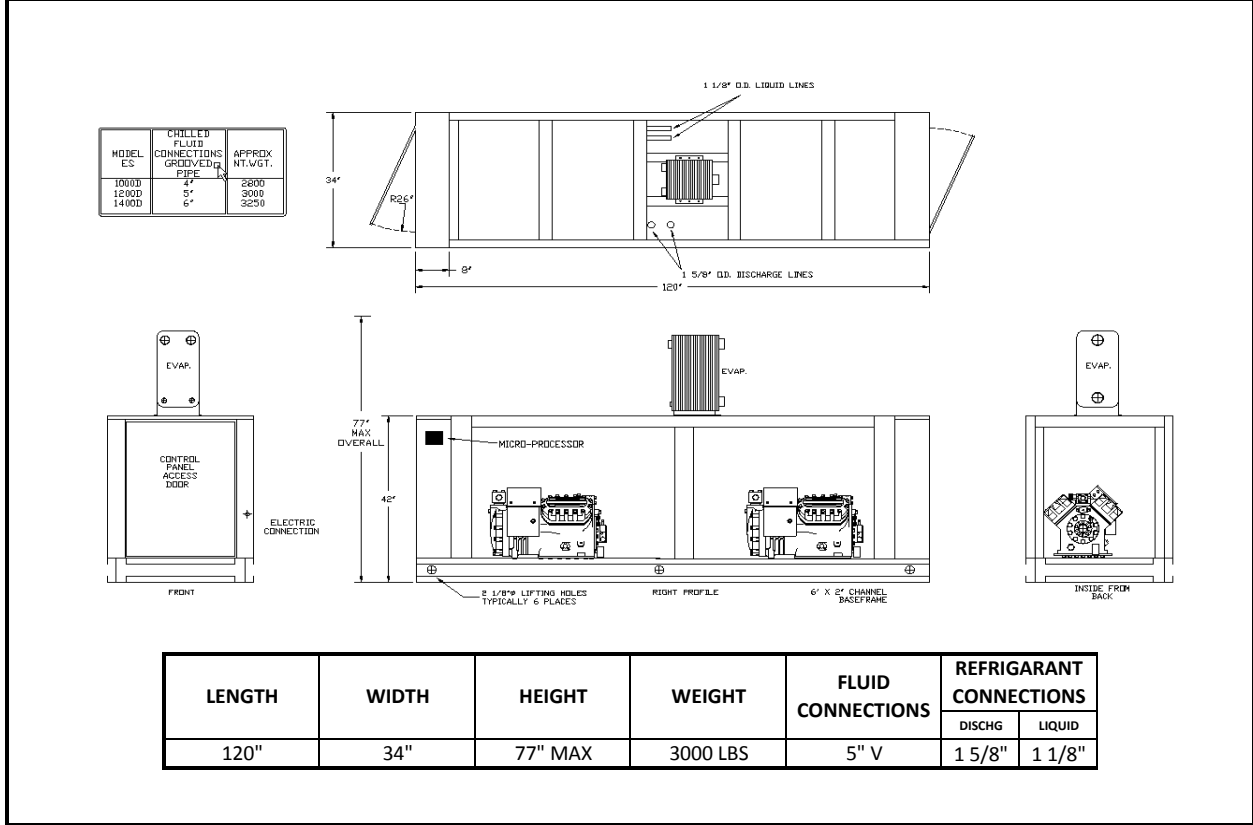 1 1/8" O.D. LIQUID LINES
MODEL ES
CHILLED FLUID CONNECTIONS GROOVED PIPE
APPROX NT.WGT.
1000D 4" 2800
1200D 5" 3000
1400D 6" 3250
34"
R26"
8"
1 5/8" O.D. DISCHARGE LINES
120"
EVAP.
CONTROL
PANEL
ACCESS
DOOR
ELECTRIC
CONNECTION
FRONT
77"
MAX
OVERALL
42"
EVAP.
MICRO-PROCESSOR
2 1/8"ø LIFTING HOLES
TYPICALLY 6 PLACES
RIGHT PROFILE
6" X 2" CHANNEL
BASEFRAME
EVAP.
INSIDE FROM
BACK
LENGTH WIDTH HEIGHT WEIGHT FLUID CONNECTIONS REFRIGARANT CONNECTIONS
DISCHG LIQUID
120" 34" 77" MAX 3000 LBS 5" V 1 5/8" 1 1/8"